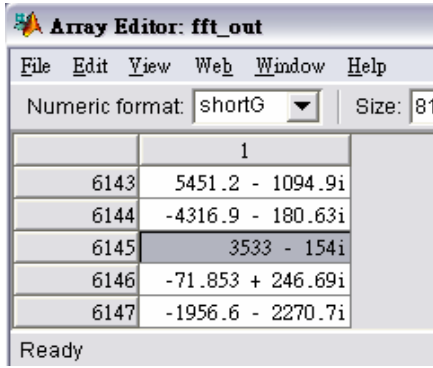 Array Editor: fft_out
File Edit View Web Window Help
Numeric format: shortG Size: 81
1
6143 5451.2 - 1094.9i
6144 -4316.9 - 180.63i
6145 3533 - 154i
6146 -71.853 + 246.69i
6147 -1956.6 - 2270.7i
Ready